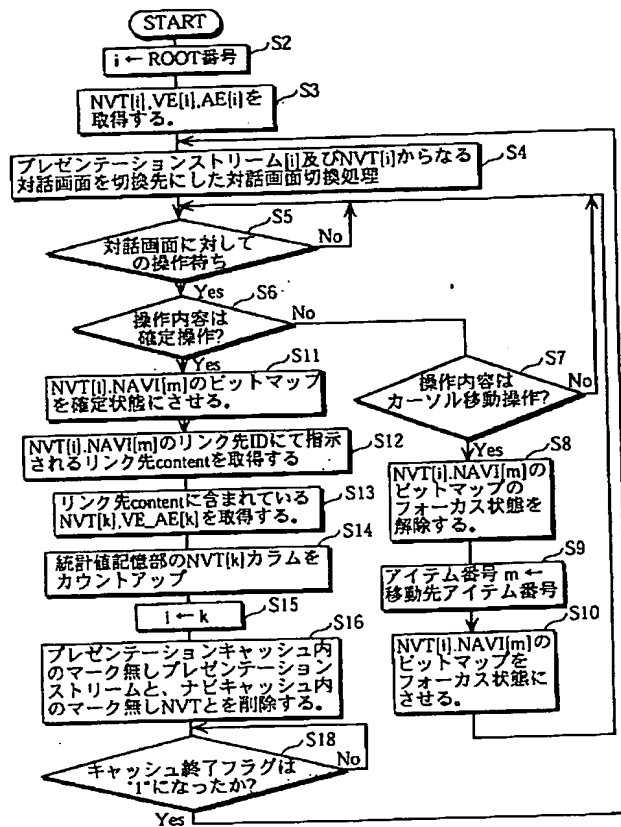 START
S2
i ← ROOT番号
S3
NVT[i],VE[i],AE[i]を
取得する。
S4
プレゼンテーションストリーム[i]及びNVT[i]からなる
対話画面を切換先にした対話画面切換処理
S5
対話画面に対して
の操作待ち
No
Yes
S6
操作内容は
確定操作?
No
Yes
S7
操作内容は
カーソル移動操作?
No
Yes
S11
NVT[i].NAVI[m]のビットマップ
を確定状態にさせる。
S12
NVT[i].NAVI[m]のリンク先IDにて指示
されるリンク先contentを取得する
S13
リンク先contentに含まれている
NVT[k],VE_AE[k]を取得する。
S14
統計値記憶部のNVT[k]カラムを
カウントアップ
S15
i ← k
S16
プレゼンテーションキャッシュ内
のマーク無しプレゼンテーション
ストリームと、ナビキャッシュ内
のマーク無しNVTとを削除する。
S18
キャッシュ終了フラグは
"1"になったか?
No
Yes
S8
NVT[i].NAVI[m]の
ビットマップの
フォーカス状態を
解除する。
S9
アイテム番号 m ←
移動先アイテム番号
S10
NVT[i].NAVI[m]の
ビットマップを
フォーカス状態に
させる。